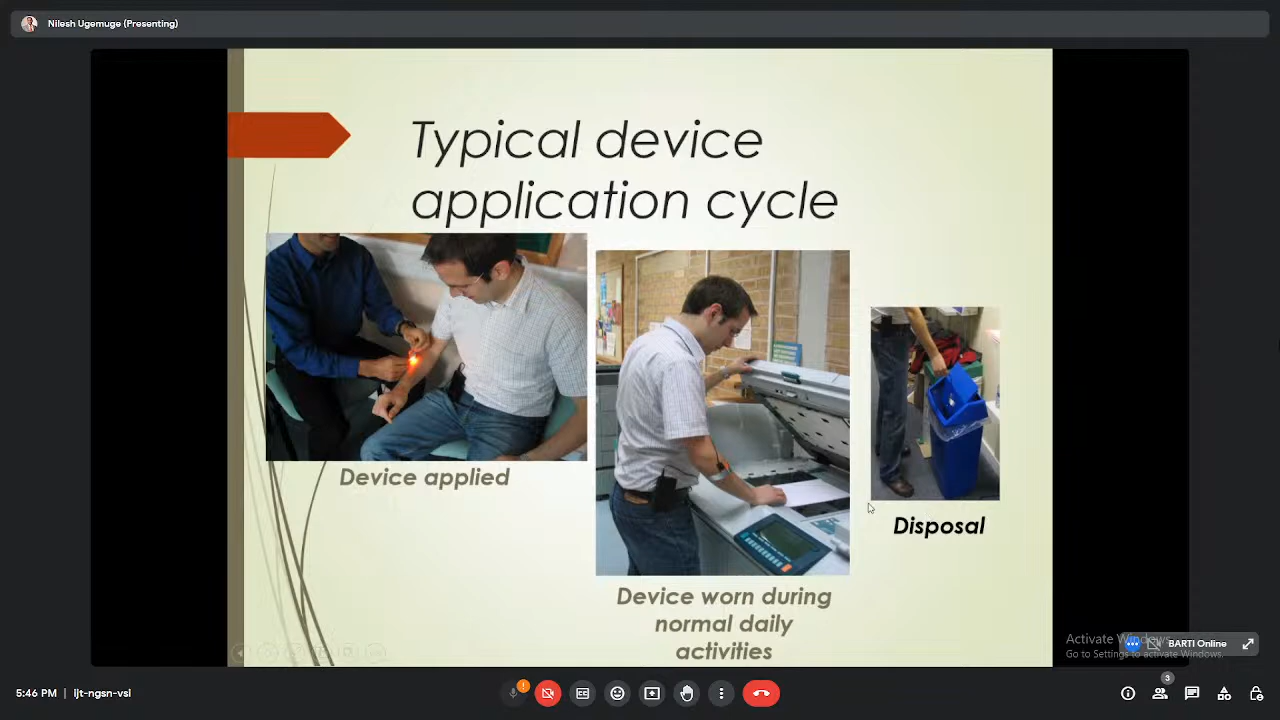 Nilesh Ugemuge (Presenting)
Typical device
application cycle
Device applied
Device worn during
normal daily
activities
Disposal
Activate Windows
Go to Settings to activate Windows.
BARTI Online
3
5:46 PM | ljt-ngsn-vsl